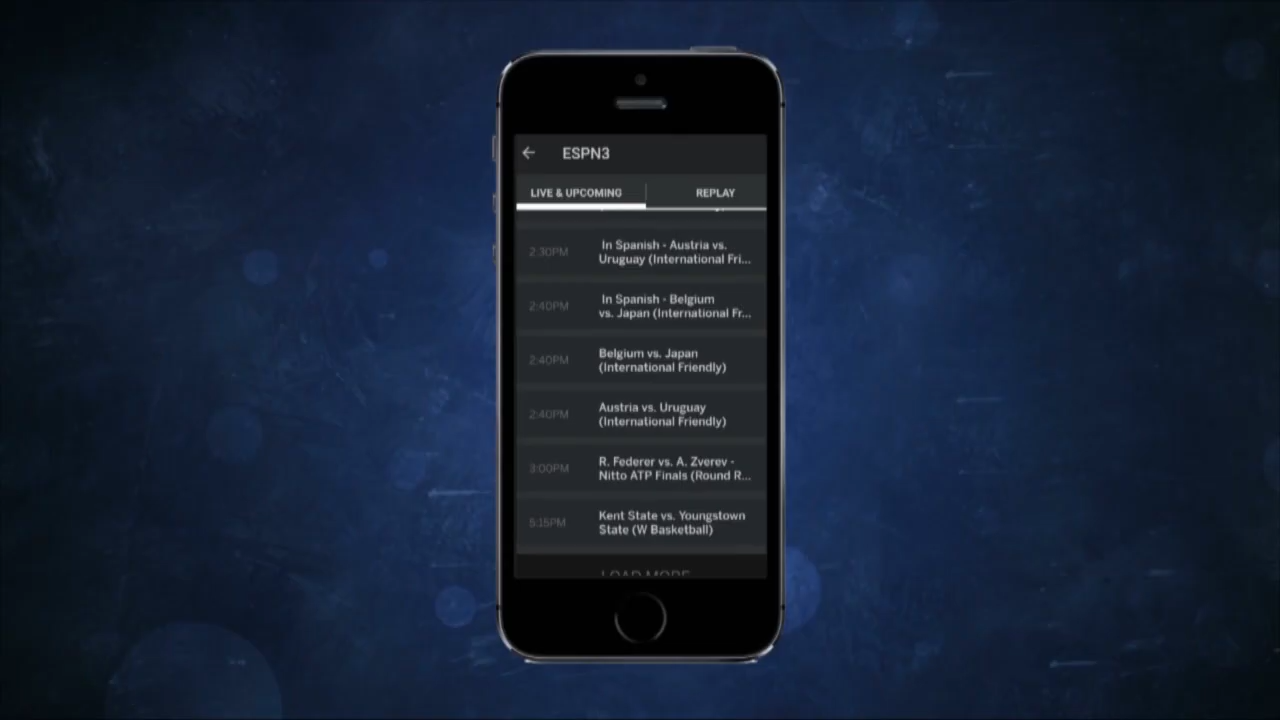 ESPN3
LIVE & UPCOMING
REPLAY
2:30PM
In Spanish - Austria vs.
Uruguay (International Fri...
2:40PM
In Spanish - Belgium
vs. Japan (International Fr...
2:40PM
Belgium vs. Japan
(International Friendly)
2:40PM
Austria vs. Uruguay
(International Friendly)
3:00PM
R. Federer vs. A. Zverev -
Nitto ATP Finals (Round R...
5:15PM
Kent State vs. Youngstown
State (W Basketball)
LOAD MORE